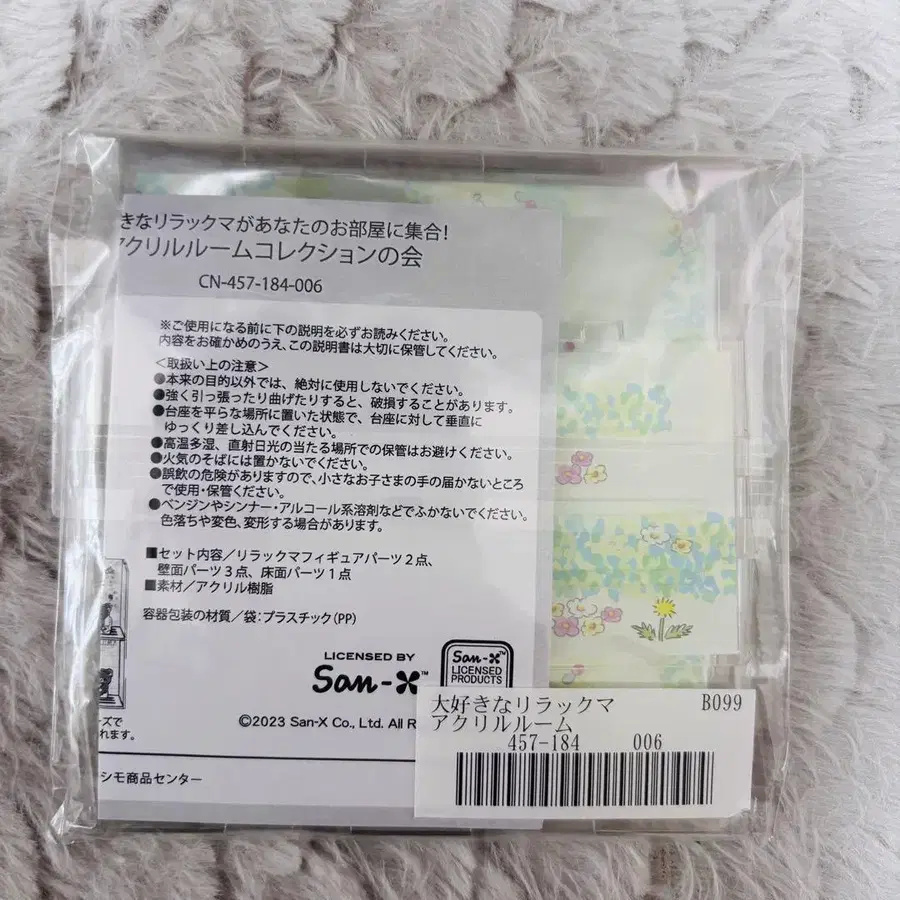 きなリラックマがあなたのお部屋に集合!
アクリルルームコレクションの会
CN-457-184-006
※ご使用になる前に下の説明を必ずお読みください。
内容をお確かめのうえ、この説明書は大切に保管してください。
＜取扱い上の注意＞
●本来の目的以外では、絶対に使用しないでください。
●強く引っ張ったり曲げたりすると、破損することがあります。
●台座を平らな場所に置いた状態で、台座に対して垂直に
ゆっくり差し込んでください。
●高温多湿、直射日光の当たる場所での保管はお避けください。
●火気のそばには置かないでください。
●誤飲の危険がありますので、小さなお子さまの手の届かないところ
で使用・保管ください。
●ベンジンやシンナー・アルコール系溶剤などでふかないでください。
色落ちや変色、変形する場合があります。
■セット内容／リラックマフィギュアパーツ2点、
壁面パーツ3点、床面パーツ1点
■素材／アクリル樹脂
容器包装の材質／袋:プラスチック(PP)
LICENSED BY
San-X™
San-X™
LICENSED
PRODUCTS
©2023 San-X Co., Ltd. All R
ズで
れます。
シモ商品センター
大好きなリラックマ B099
アクリルルーム
457-184 006